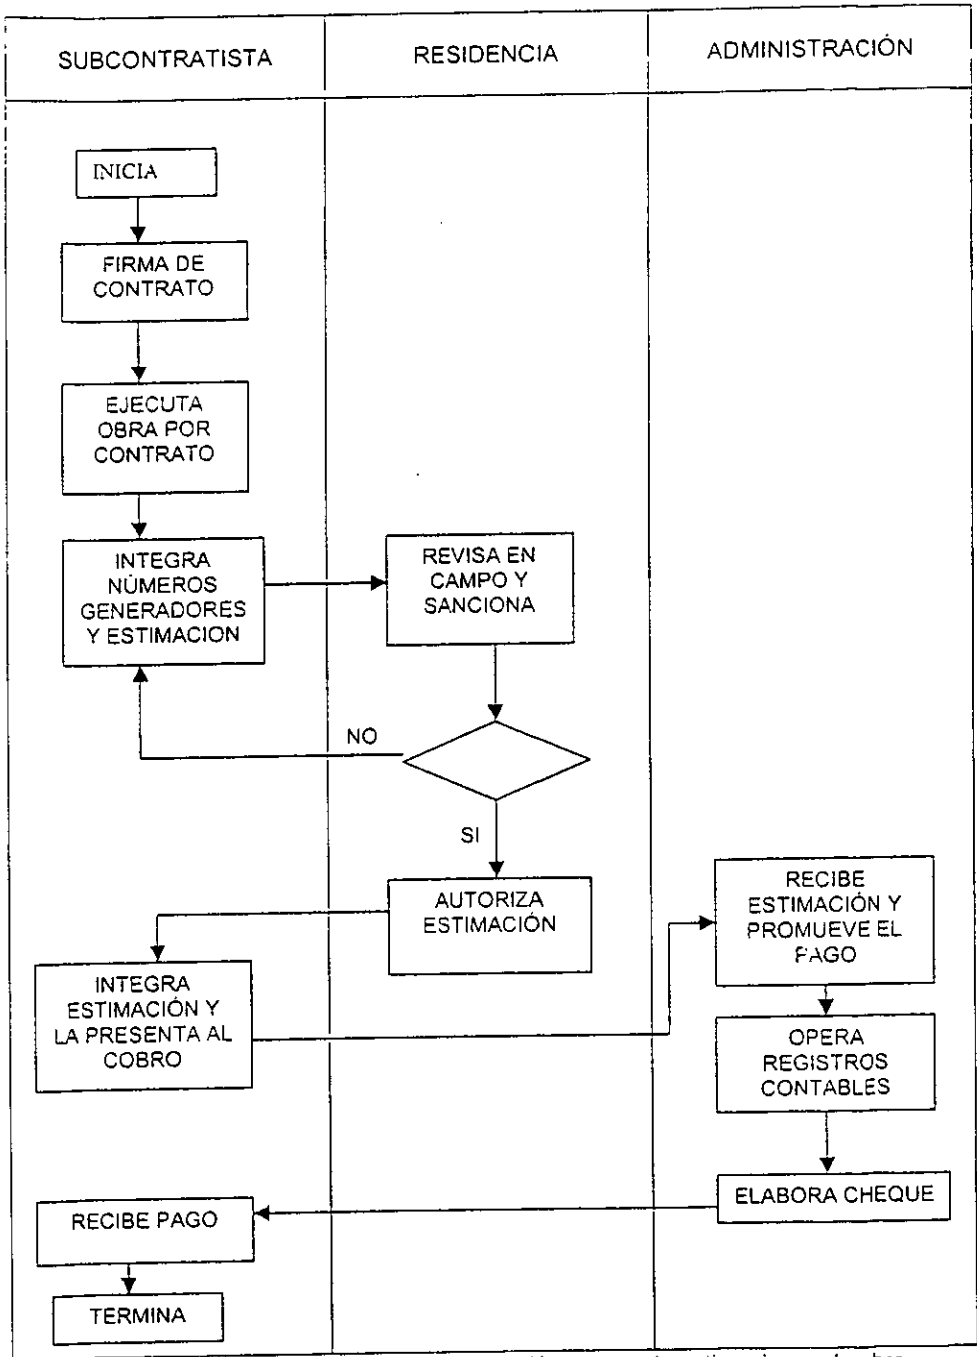 SUBCONTRATISTA
RESIDENCIA
ADMINISTRACIÓN
INICIA
FIRMA DE
CONTRATO
EJECUTA
OBRA POR
CONTRATO
INTEGRA
NÚMEROS
GENERADORES
Y ESTIMACION
REVISA EN
CAMPO Y
SANCIONA
NO
SI
AUTORIZA
ESTIMACIÓN
INTEGRA
ESTIMACIÓN Y
LA PRESENTA AL
COBRO
RECIBE
ESTIMACIÓN Y
PROMUEVE EL
PAGO
OPERA
REGISTROS
CONTABLES
ELABORA CHEQUE
RECIBE PAGO
TERMINA